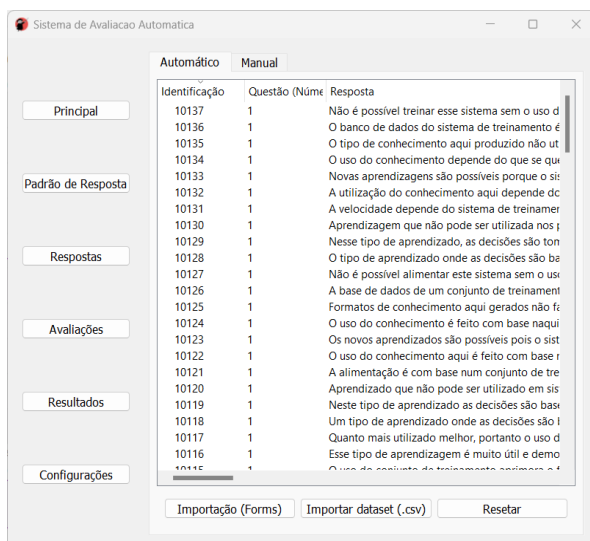 Sistema de Avaliacao Automatica
Automático Manual
Identificação Questão (Núme Resposta
10137 1 Não é possível treinar esse sistema sem o uso d
10136 1 O banco de dados do sistema de treinamento é
10135 1 O tipo de conhecimento aqui produzido não ut
10134 1 O uso do conhecimento depende do que se que
10133 1 Novas aprendizagens são possíveis porque o sis
10132 1 A utilização do conhecimento aqui depende do
10131 1 A velocidade depende do sistema de treinamer
10130 1 Aprendizagem que não pode ser utilizada nos p
10129 1 Nesse tipo de aprendizado, as decisões são ton
10128 1 O tipo de aprendizado onde as decisões são ba
10127 1 Não é possível alimentar este sistema sem o uso
10126 1 A base de dados de um conjunto de treinament
10125 1 Formatos de conhecimento aqui gerados não fa
10124 1 O uso do conhecimento é feito com base naqui
10123 1 Os novos aprendizados são possíveis pois o sist
10122 1 O uso do conhecimento aqui é feito com base r
10121 1 A alimentação é com base num conjunto de tre
10120 1 Aprendizado que não pode ser utilizado em sis
10119 1 Neste tipo de aprendizado as decisões são base
10118 1 Um tipo de aprendizado onde as decisões são l
10117 1 Quanto mais utilizado melhor, portanto o uso d
10116 1 Esse tipo de aprendizagem é muito útil e demo
10115 1 O uso do conjunto de treinamento aprimora o f
Principal
Padrão de Resposta
Respostas
Avaliações
Resultados
Configurações
Importação (Forms) Importar dataset (.csv) Resetar